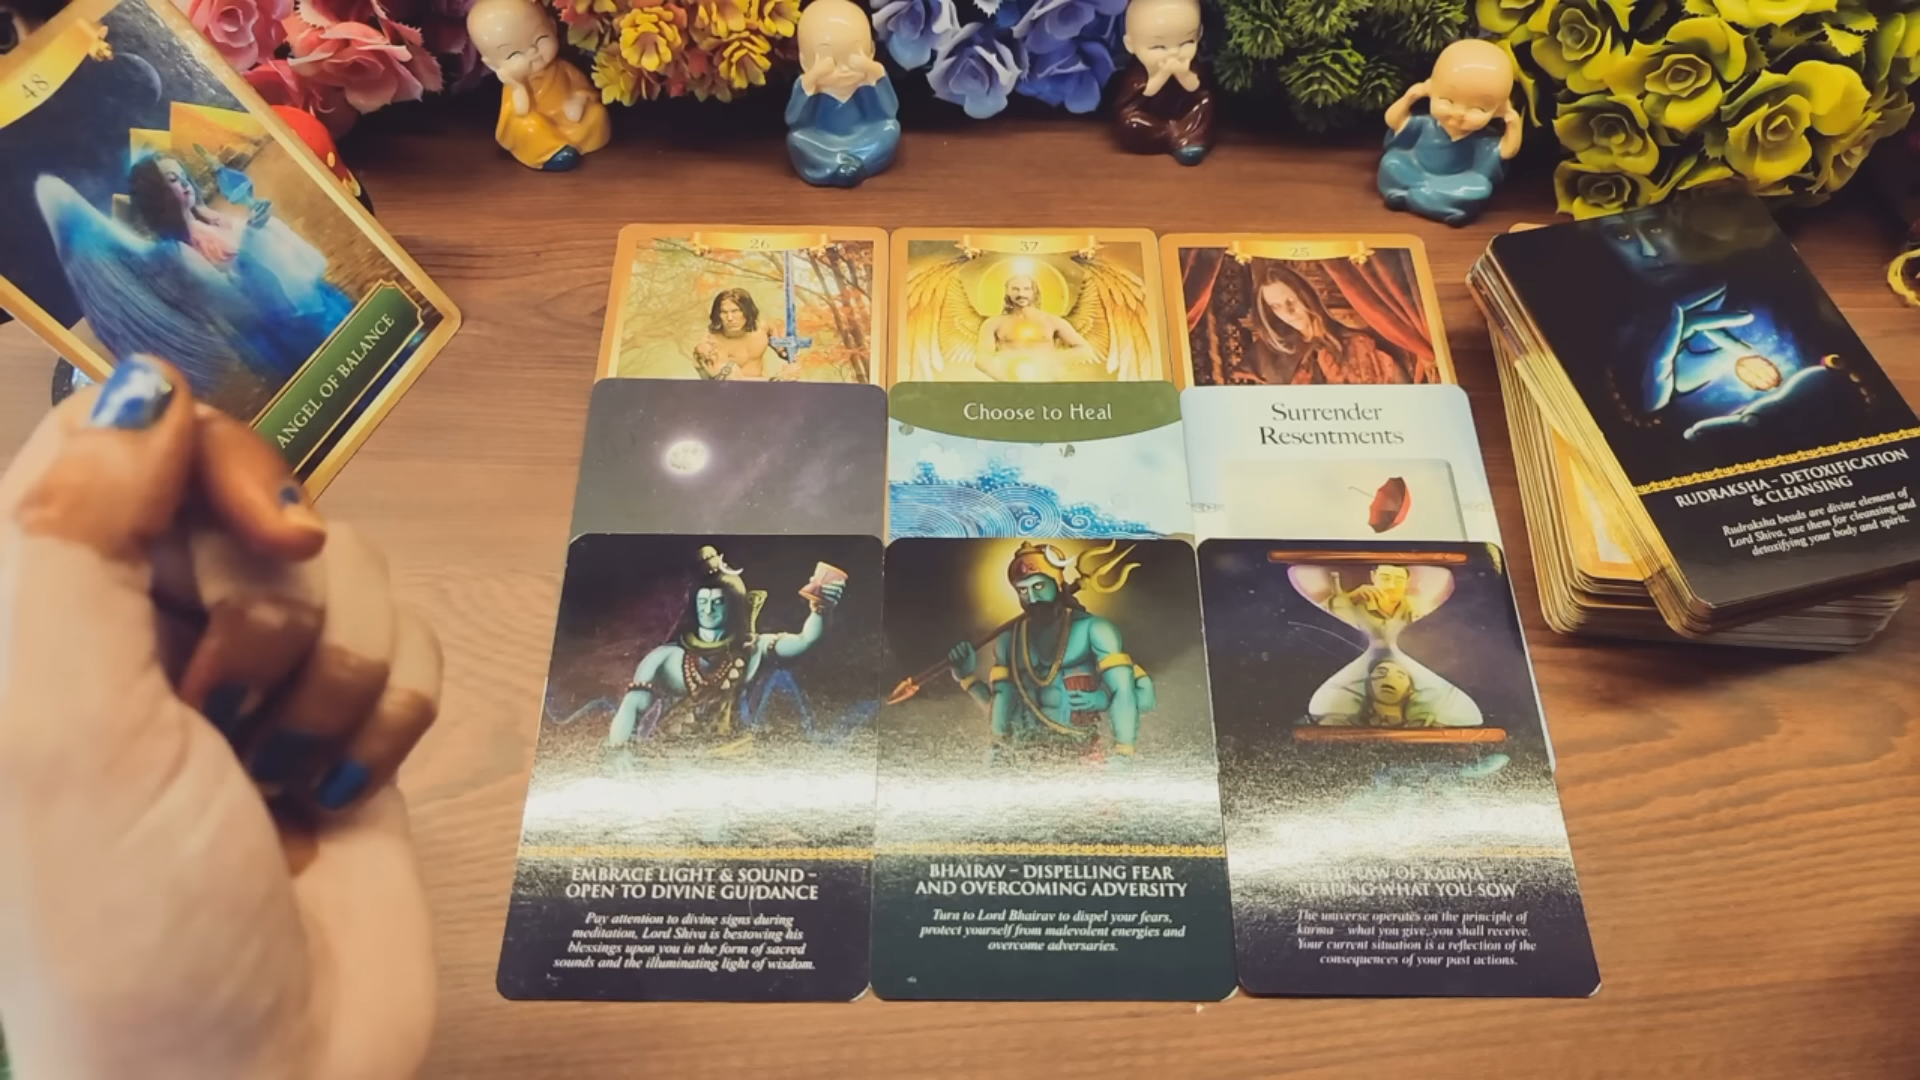 48
ANGEL OF BALANCE
26
37
25
Choose to Heal
Surrender
Resentments
RUDRAKSHA – DETOXIFICATION
& CLEANSING
Rudraksha beads are divine element of
Lord Shiva, use them for cleansing and
detoxifying your body and spirit.
EMBRACE LIGHT & SOUND –
OPEN TO DIVINE GUIDANCE
Pay attention to divine signs during
meditation, Lord Shiva is bestowing his
blessings upon you in the form of sacred
sounds and the illuminating light of wisdom.
BHAIRAV – DISPELLING FEAR
AND OVERCOMING ADVERSITY
Turn to Lord Bhairav to dispel your fears,
protect yourself from malevolent energies and
overcome adversaries.
LAW OF KARMA –
REAPING WHAT YOU SOW
The universe operates on the principle of
karma – what you give, you shall receive.
Your current situation is a reflection of the
consequences of your past actions.